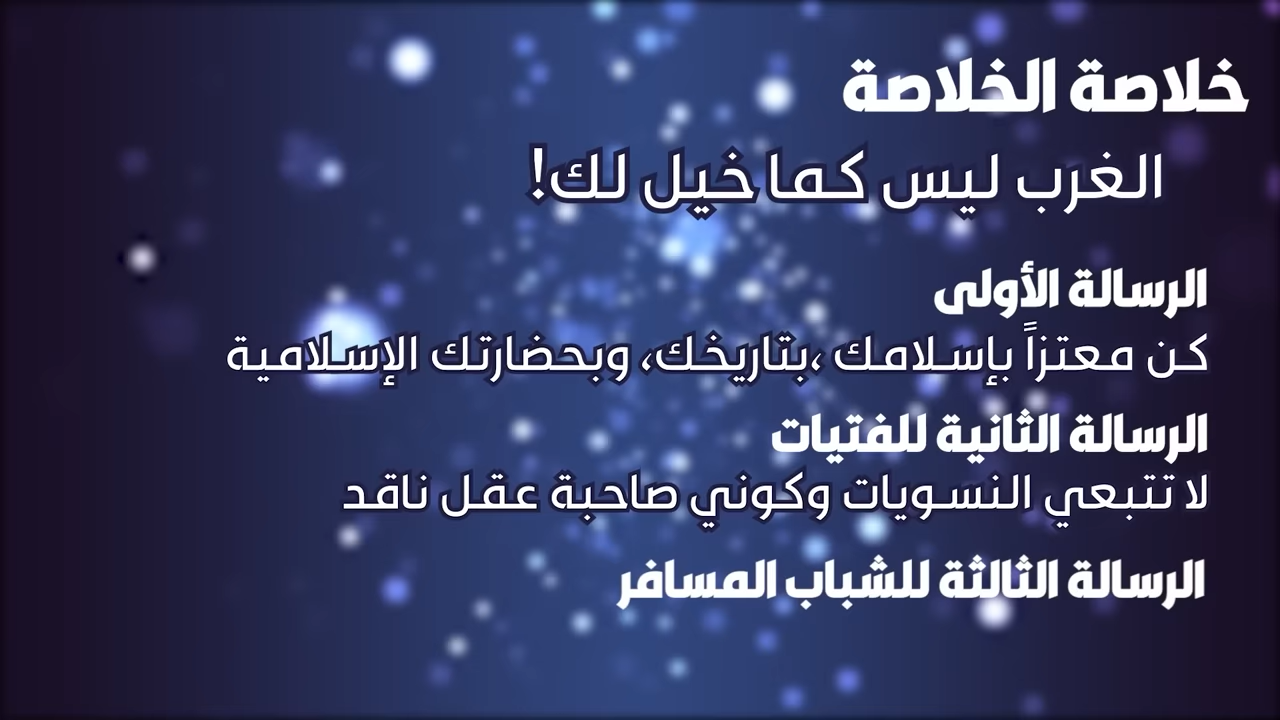 خلاصة الخلاصة
الغرب ليس كما خيل لك!
الرسالة الأولى
كن معتزاً بإسلامك ،بتاريخك، وبحضارتك الإسلامية
الرسالة الثانية للفتيات
لا تتبعي النسويات وكوني صاحبة عقل ناقد
الرسالة الثالثة للشباب المسافر